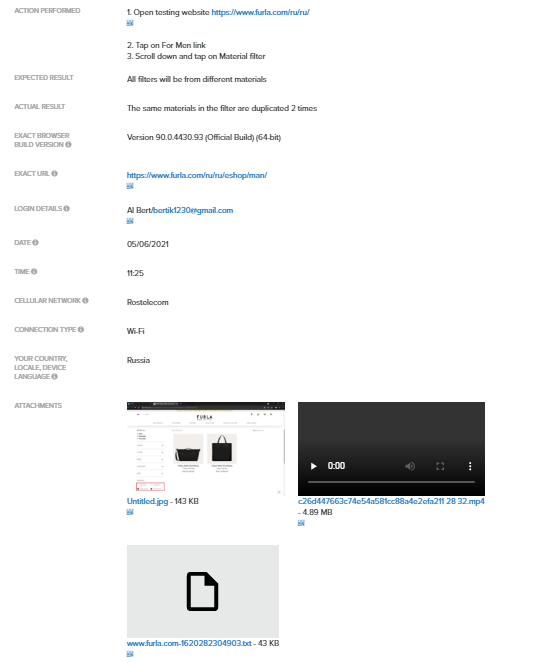 ACTION PERFORMED
1. Open testing website https://www.furla.com/ru/ru/
2. Tap on For Men link
3. Scroll down and tap on Material filter
EXPECTED RESULT
All filters will be from different materials
ACTUAL RESULT
The same materials in the filter are duplicated 2 times
EXACT BROWSER
BUILD VERSION
Version 90.0.4430.93 (Official Build) (64-bit)
EXACT URL
https://www.furla.com/ru/ru/eshop/man/
LOGIN DETAILS
Al Bert/bertik1230@gmail.com
DATE
05/06/2021
TIME
11:25
CELLULAR NETWORK
Rostelecom
CONNECTION TYPE
Wi-Fi
YOUR COUNTRY,
LOCALE, DEVICE
LANGUAGE
Russia
ATTACHMENTS
FURLA
0:00
Untitled.jpg - 143 KB
c26d447663c74e54a581cc88a4e2efa211 28 32.mp4
- 4.89 MB
www.furla.com-1620282304903.txt - 43 KB